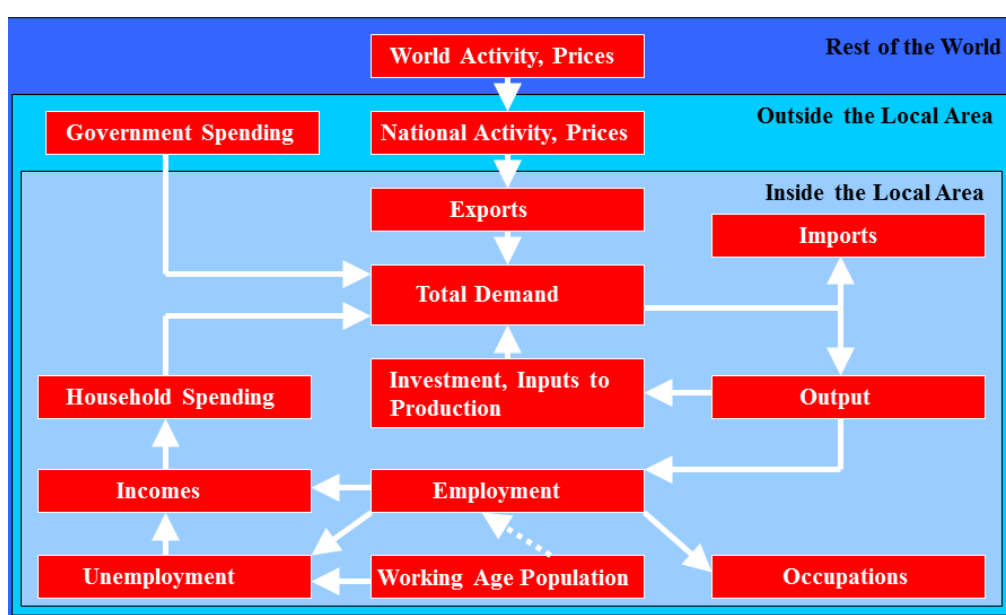 Rest of the World
World Activity, Prices
Outside the Local Area
Government Spending
National Activity, Prices
Inside the Local Area
Exports
Imports
Total Demand
Household Spending
Investment, Inputs to
Production
Output
Incomes
Employment
Unemployment
Working Age Population
Occupations